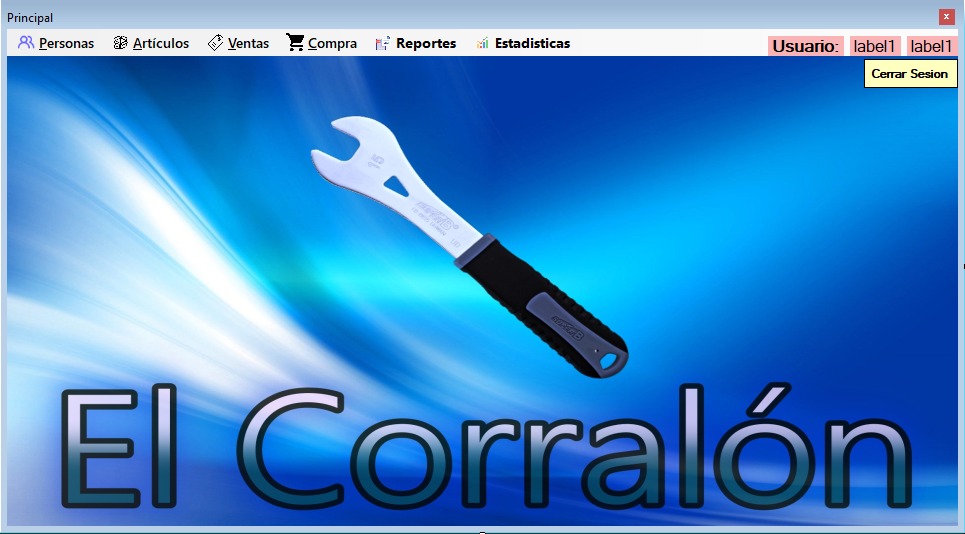 Principal
Personas Artículos Ventas Compra Reportes Estadisticas
Usuario: label1 label1
Cerrar Sesion
15
El Corralón